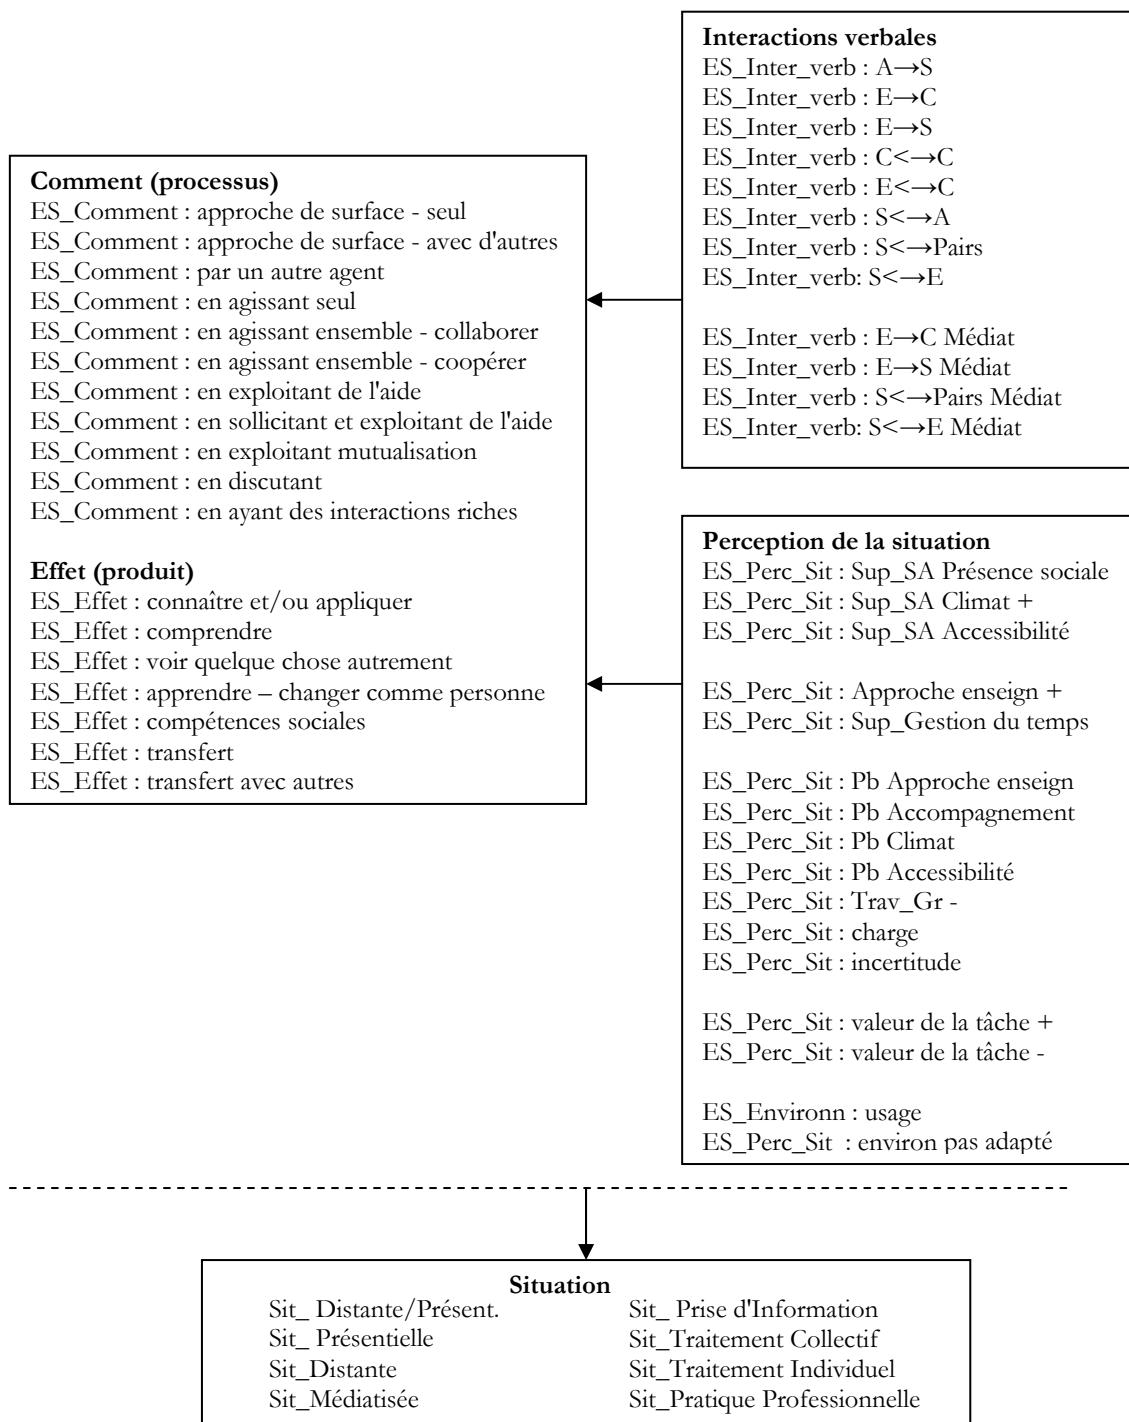 Interactions verbales
ES_Inter_verb : A→S
ES_Inter_verb : E→C
ES_Inter_verb : E→S
ES_Inter_verb : C<→C
ES_Inter_verb : E<→C
ES_Inter_verb : S<→A
ES_Inter_verb : S<→Pairs
ES_Inter_verb: S<→E
ES_Inter_verb : E→C Médiat
ES_Inter_verb : E→S Médiat
ES_Inter_verb : S<→Pairs Médiat
ES_Inter_verb: S<→E Médiat
Comment (processus)
ES_Comment : approche de surface - seul
ES_Comment : approche de surface - avec d'autres
ES_Comment : par un autre agent
ES_Comment : en agissant seul
ES_Comment : en agissant ensemble - collaborer
ES_Comment : en agissant ensemble - coopérer
ES_Comment : en exploitant de l'aide
ES_Comment : en sollicitant et exploitant de l'aide
ES_Comment : en exploitant mutualisation
ES_Comment : en discutant
ES_Comment : en ayant des interactions riches
Effet (produit)
ES_Effet : connaître et/ou appliquer
ES_Effet : comprendre
ES_Effet : voir quelque chose autrement
ES_Effet : apprendre – changer comme personne
ES_Effet : compétences sociales
ES_Effet : transfert
ES_Effet : transfert avec autres
Perception de la situation
ES_Perc_Sit : Sup_SA Présence sociale
ES_Perc_Sit : Sup_SA Climat +
ES_Perc_Sit : Sup_SA Accessibilité
ES_Perc_Sit : Approche enseign +
ES_Perc_Sit : Sup_Gestion du temps
ES_Perc_Sit : Pb Approche enseign
ES_Perc_Sit : Pb Accompagnement
ES_Perc_Sit : Pb Climat
ES_Perc_Sit : Pb Accessibilité
ES_Perc_Sit : Trav_Gr -
ES_Perc_Sit : charge
ES_Perc_Sit : incertitude
ES_Perc_Sit : valeur de la tâche +
ES_Perc_Sit : valeur de la tâche -
ES_Environn : usage
ES_Perc_Sit  : environ pas adapté
Situation
Sit_ Distante/Présent.
Sit_ Présentielle
Sit_Distante
Sit_Médiatisée
Sit_ Prise d'Information
Sit_Traitement Collectif
Sit_Traitement Individuel
Sit_Pratique Professionnelle